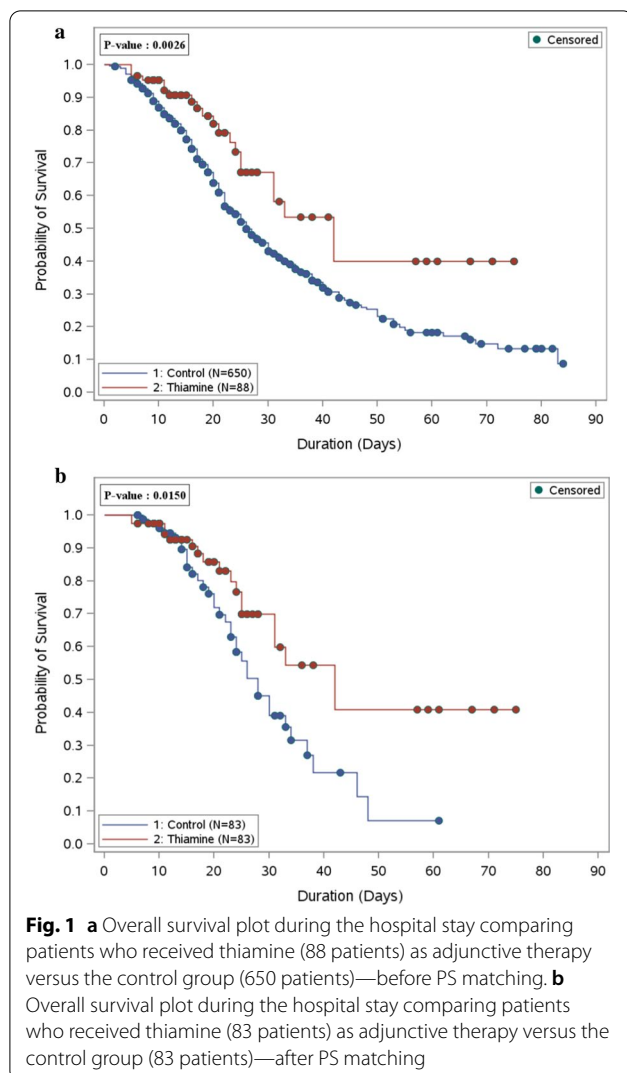 a
P-value : 0.0026
Censored
1.0
0.9
0.8
0.7
0.6
0.5
0.4
0.3
0.2
0.1
0.0
Probability of Survival
1: Control (N=650)
2: Thiamine (N=88)
0 10 20 30 40 50 60 70 80 90
Duration (Days)
b
P-value : 0.0150
Censored
1.0
0.9
0.8
0.7
0.6
0.5
0.4
0.3
0.2
0.1
0.0
Probability of Survival
1: Control (N=83)
2: Thiamine (N=83)
0 10 20 30 40 50 60 70 80 90
Duration (Days)
Fig. 1 a Overall survival plot during the hospital stay comparing
patients who received thiamine (88 patients) as adjunctive therapy
versus the control group (650 patients)—before PS matching. b
Overall survival plot during the hospital stay comparing patients
who received thiamine (83 patients) as adjunctive therapy versus the
control group (83 patients)—after PS matching